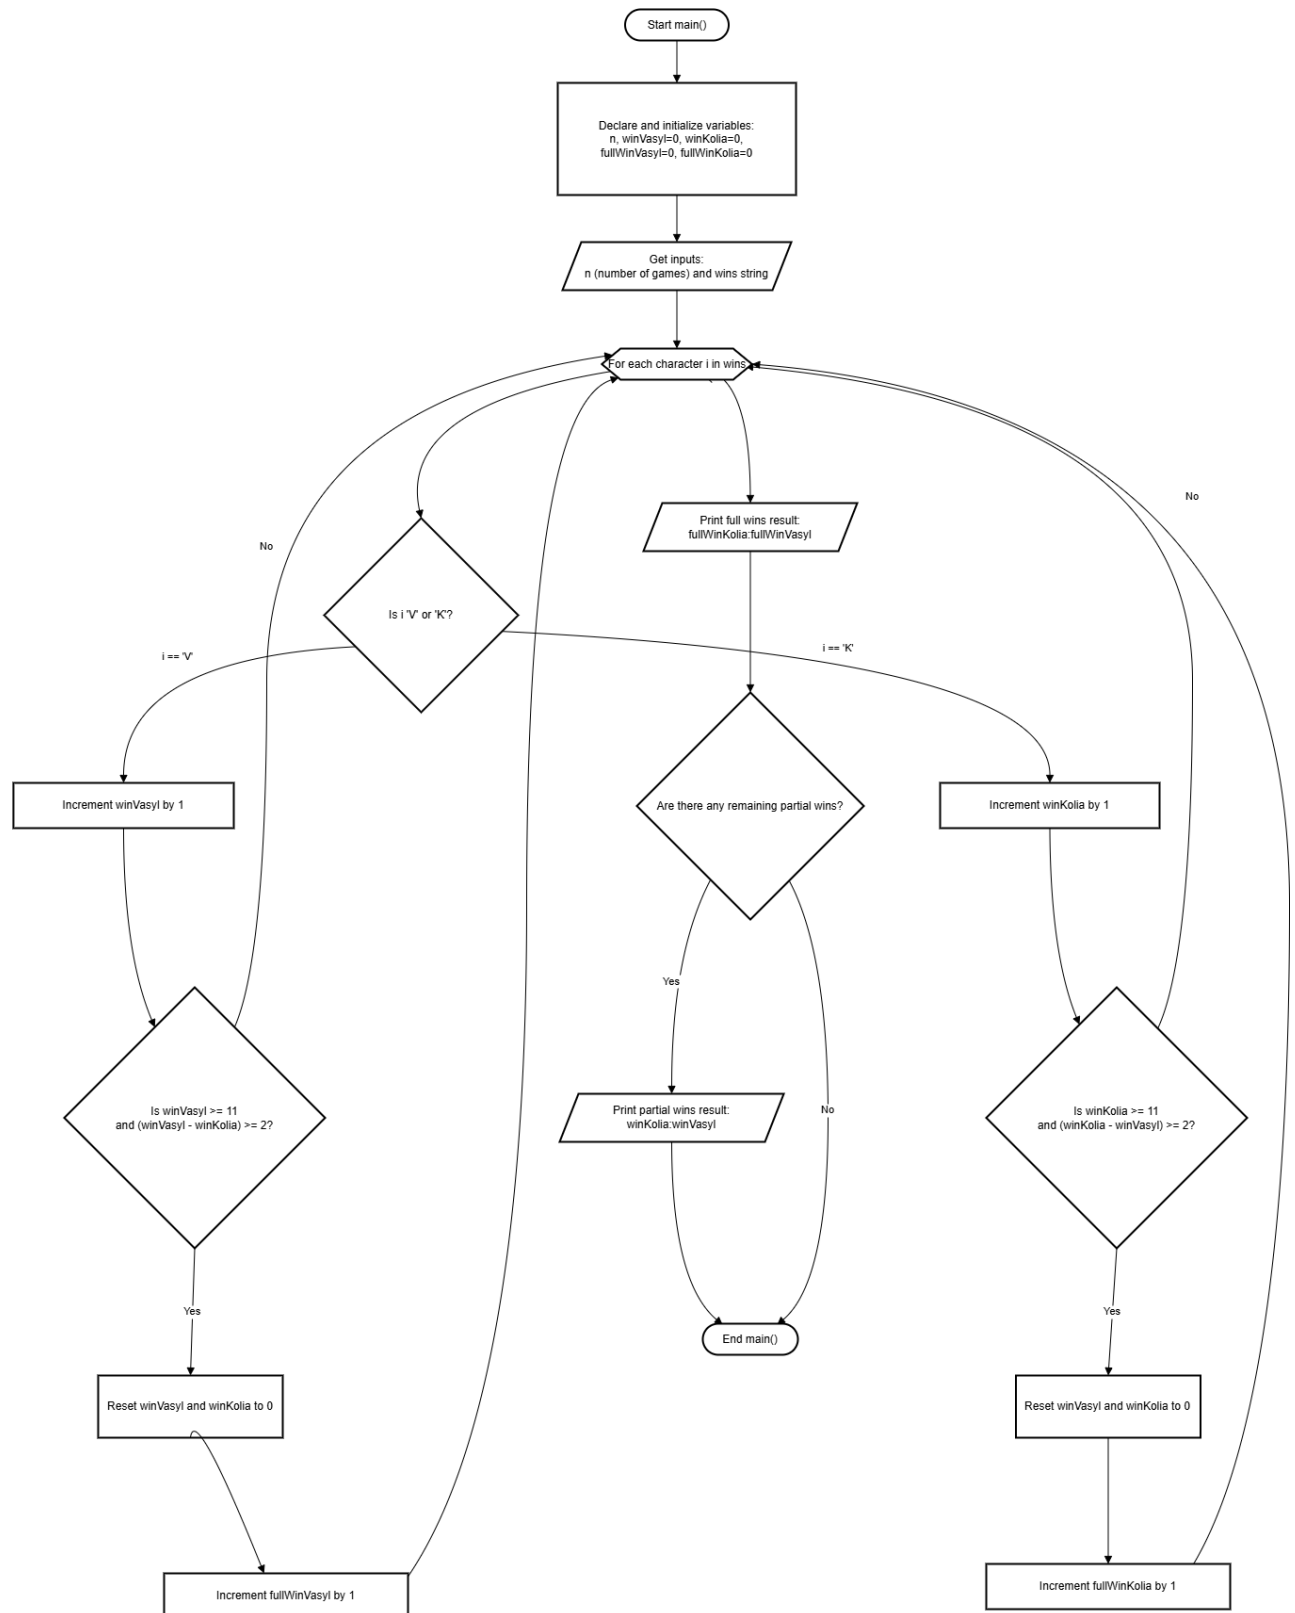 Start main()
Declare and initialize variables:
n, winVasyl=0, winKolia=0,
fullWinVasyl=0, fullWinKolia=0
Get inputs:
n (number of games) and wins string
For each character i in wins
No
Print full wins result:
fullWinKolia:fullWinVasyl
No
Is i 'V' or 'K'?
i == 'V'
i == 'K'
Increment winVasyl by 1
Are there any remaining partial wins?
Increment winKolia by 1
Yes
Is winVasyl >= 11
and (winVasyl - winKolia) >= 2?
Print partial wins result:
winKolia:winVasyl
No
Is winKolia >= 11
and (winKolia - winVasyl) >= 2?
Yes
End main()
Yes
Reset winVasyl and winKolia to 0
Reset winVasyl and winKolia to 0
Increment fullWinVasyl by 1
Increment fullWinKolia by 1